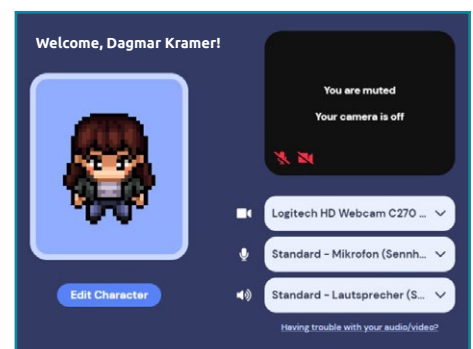 Welcome, Dagmar Kramer!
You are muted
Your camera is off
Logitech HD Webcam C270 ...
Standard - Mikrofon (Sennh...
Edit Character
Standard - Lautsprecher (S...
Having trouble with your audio/video?